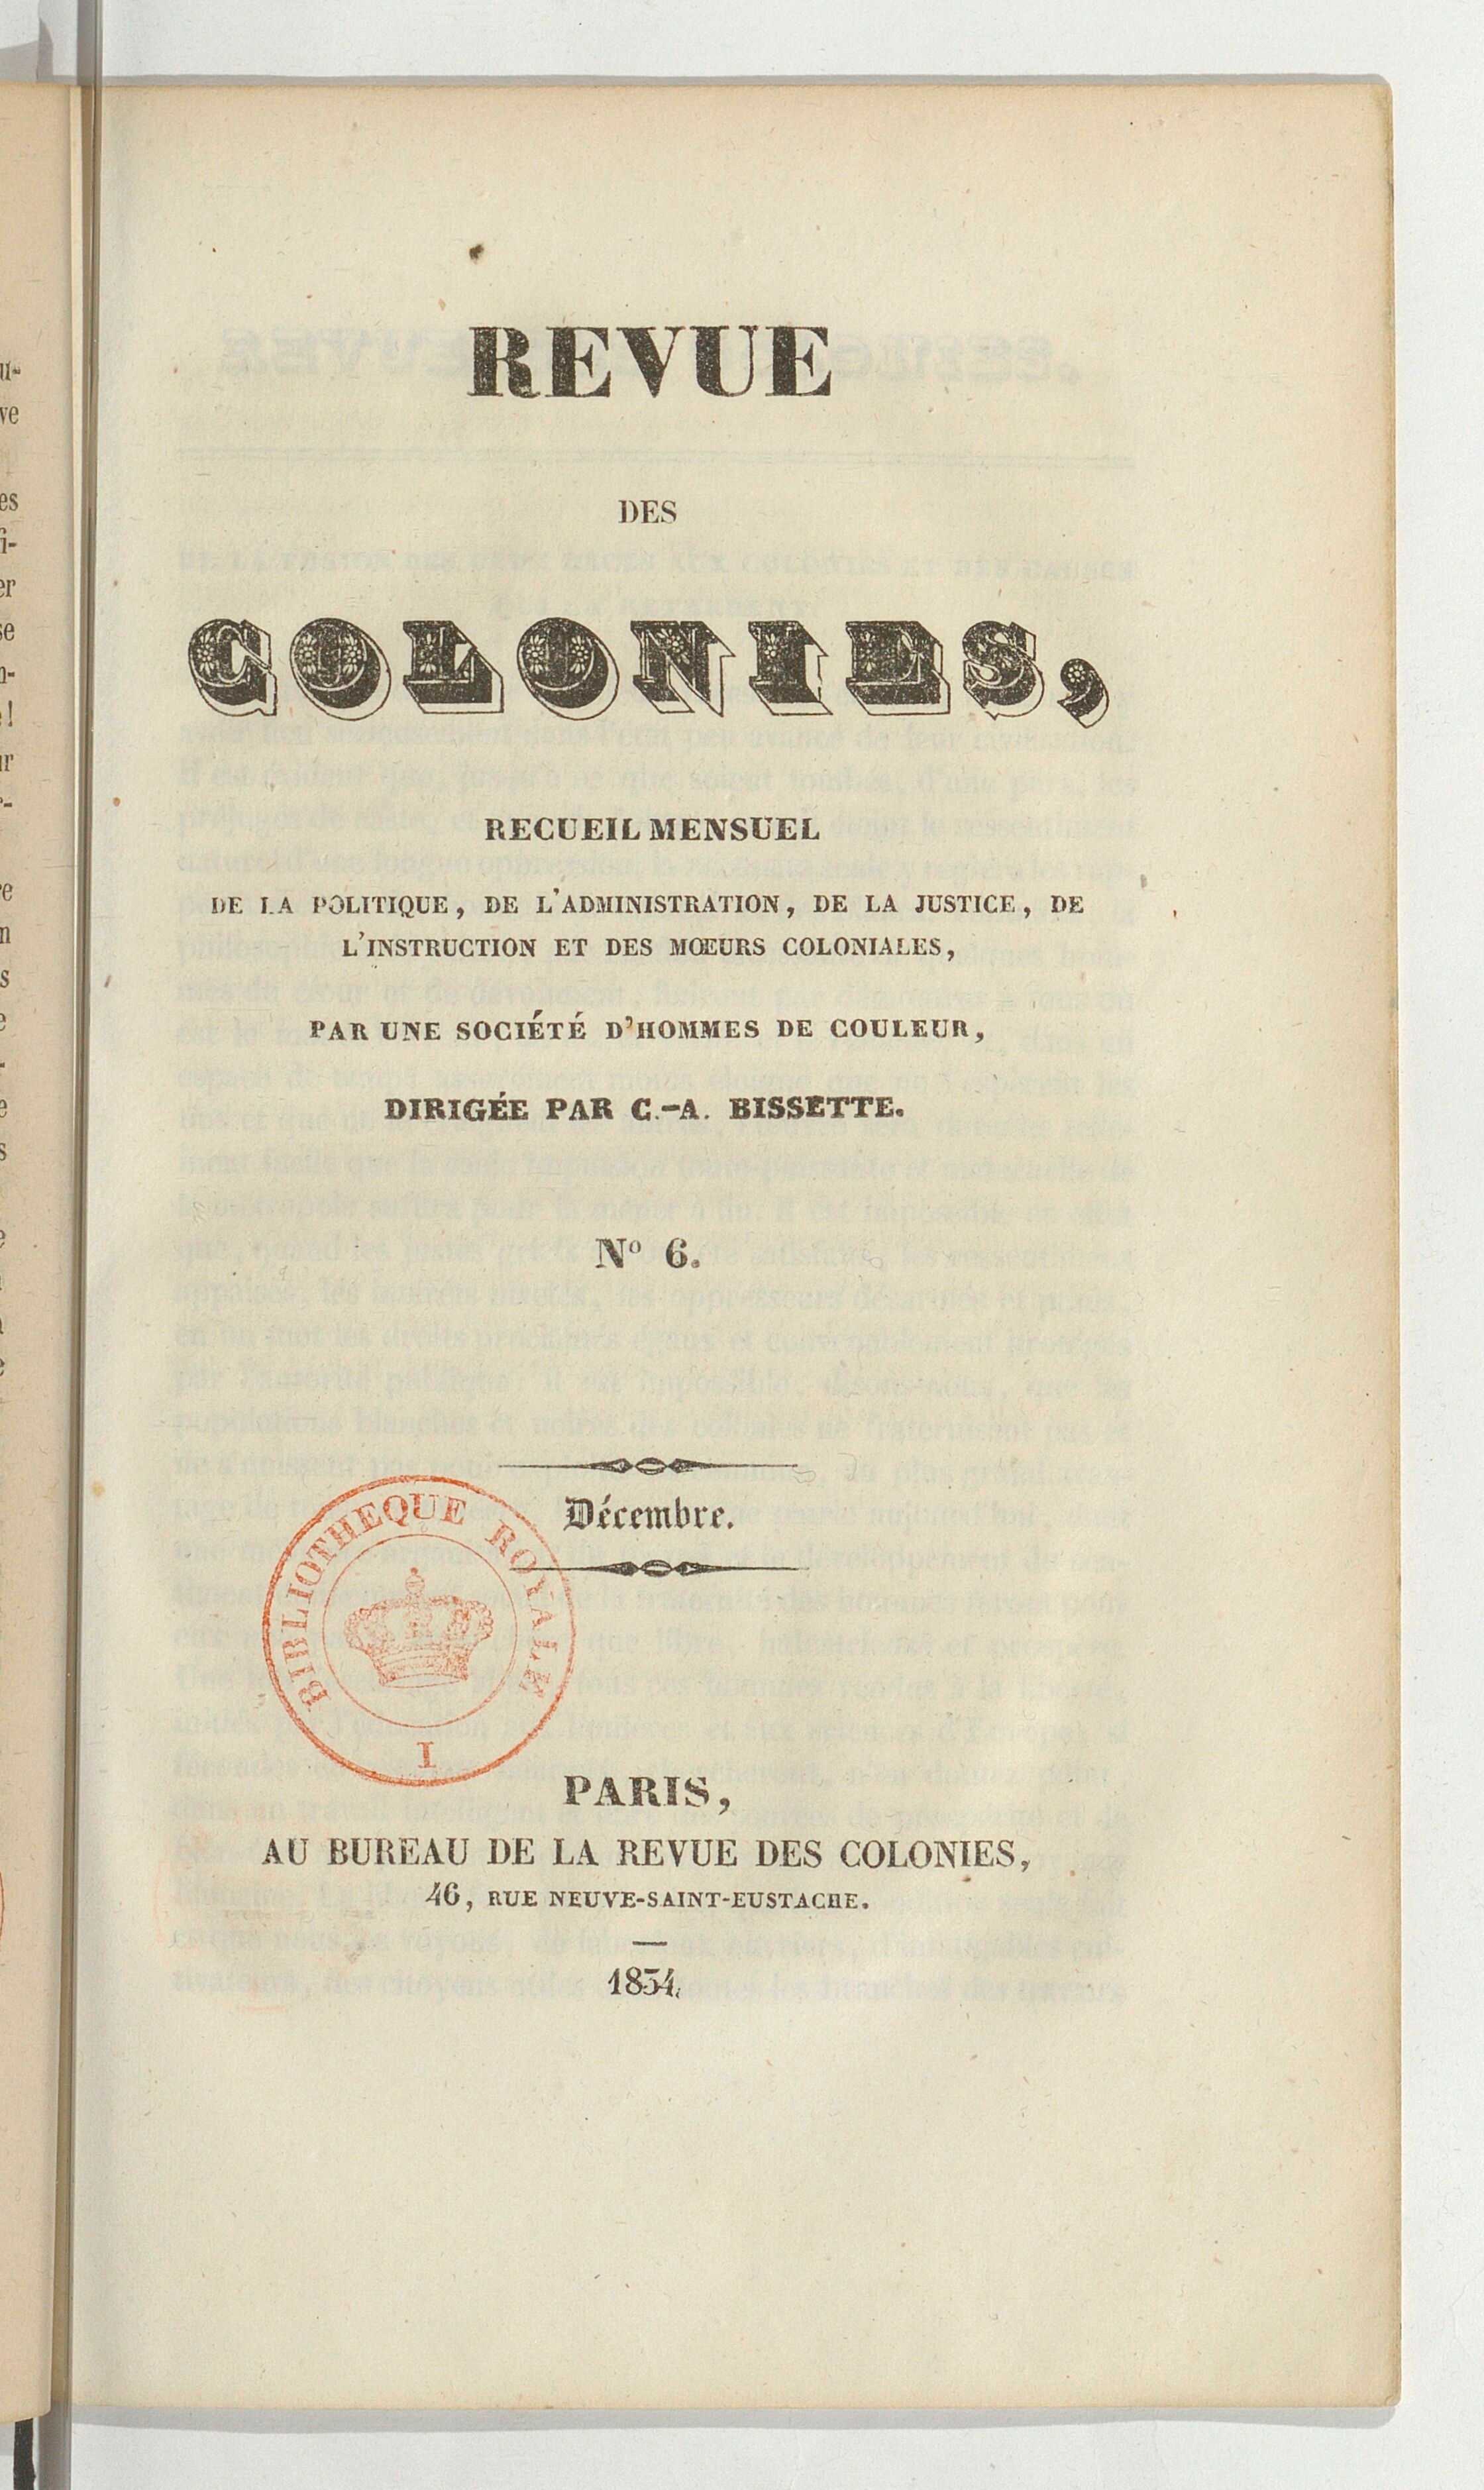 REVUE
DES
COLONIES,
RECUEIL MENSUEL
DE LA POLITIQUE, DE L'ADMINISTRATION, DE LA JUSTICE, DE
L'INSTRUCTION ET DES MŒURS COLONIALES,
PAR UNE SOCIÉTÉ D'HOMMES DE COULEUR,
DIRIGÉE PAR C.-A. BISSETTE.
Nº 6.
Décembre.
BIBLIOTHEQUE ROYALE
I
PARIS,
AU BUREAU DE LA REVUE DES COLONIES,
46, RUE NEUVE-SAINT-EUSTACHE.
1834.